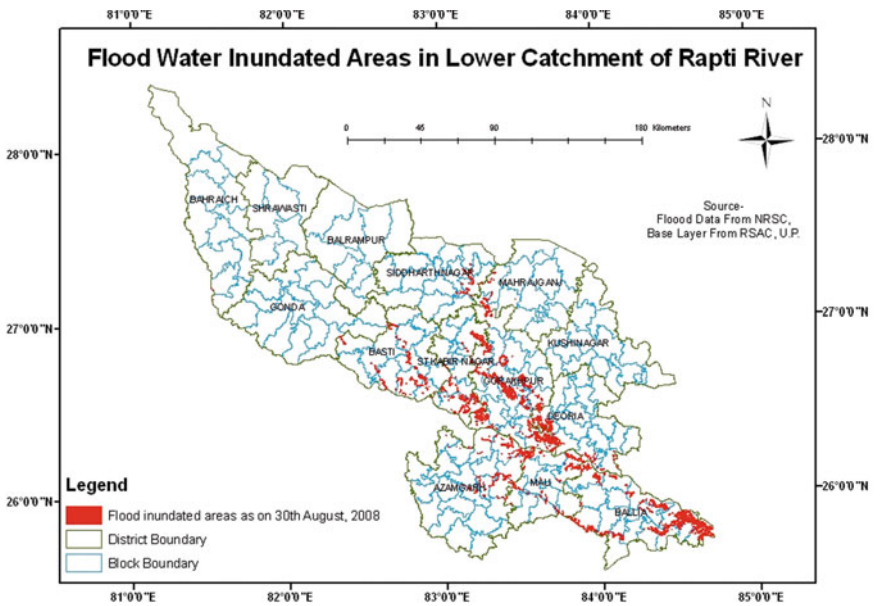 82°0'0"E 83°0'0"E 84°0'0"E 85°0'0"E
Flood Water Inundated Areas in Lower Catchment of Rapti River
0 45 90 180 Kilometers
N
28°0'0"N 28°0'0"N
Source-
Floood Data From NRSC,
Base Layer From RSAC, U.P.
BAHRAICH
SHRAWASTI
BALRAMPUR
SIDDHARTHNAGAR
MAHRAJGANJ
GONDA
27°0'0"N 27°0'0"N
KUSHINAGAR
BASTI
ST KABIR NAGAR
GORAKHPUR
DEORIA
26°0'0"N 26°0'0"N
AZAMGARH
MAU
BALLIA
Legend
Flood inundated areas as on 30th August, 2008
District Boundary
Block Boundary
81°0'0"E 82°0'0"E 83°0'0"E 84°0'0"E 85°0'0"E